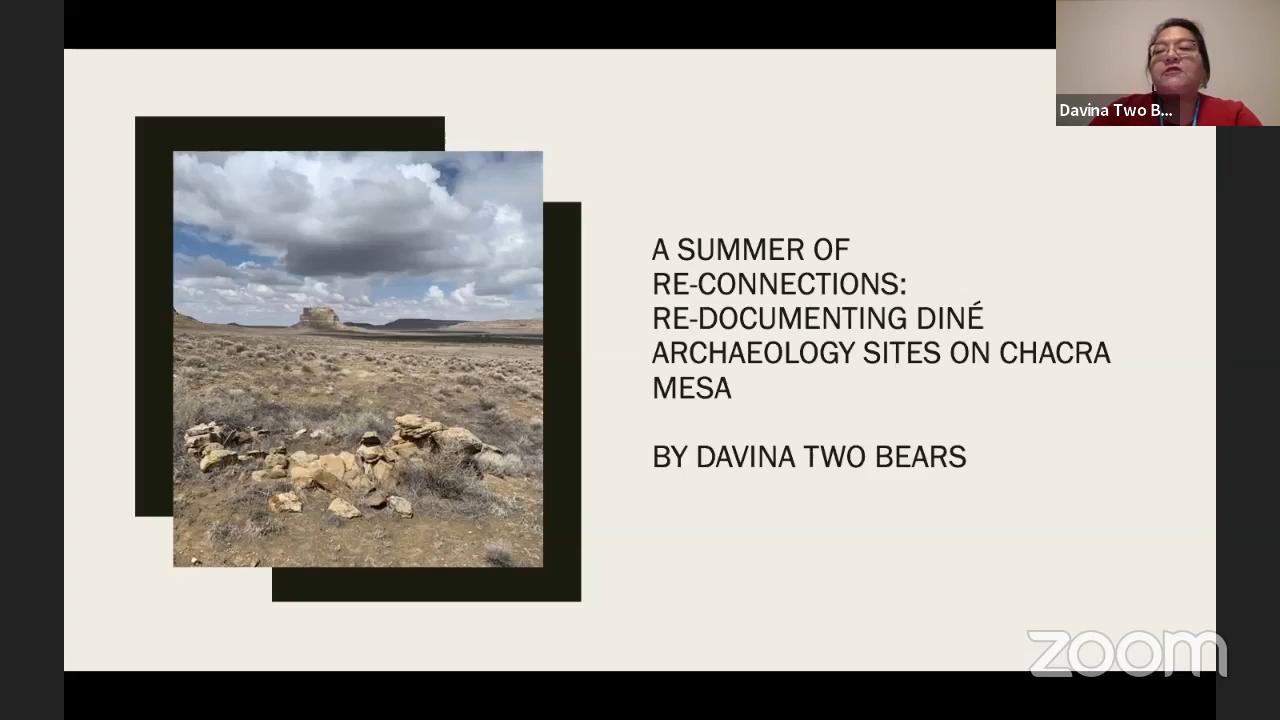 Davina Two B...
A SUMMER OF
RE-CONNECTIONS:
RE-DOCUMENTING DINÉ
ARCHAEOLOGY SITES ON CHACRA
MESA
BY DAVINA TWO BEARS
zoom